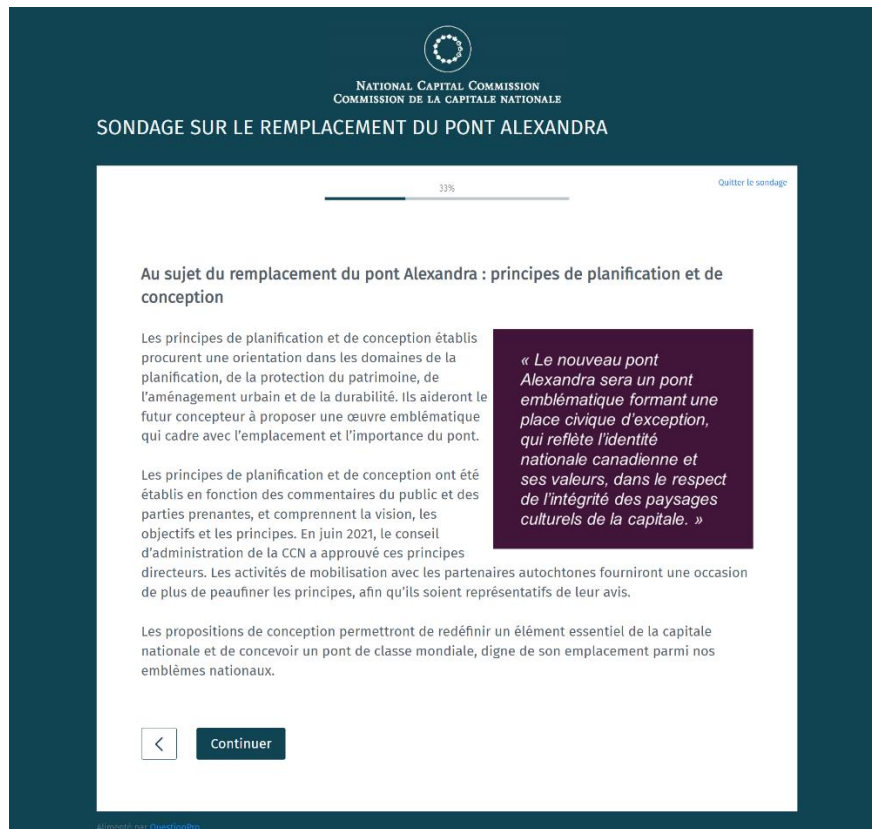 NATIONAL CAPITAL COMMISSION
COMMISSION DE LA CAPITALE NATIONALE
SONDAGE SUR LE REMPLACEMENT DU PONT ALEXANDRA
33%
Quitter le sondage
Au sujet du remplacement du pont Alexandra : principes de planification et de
conception
Les principes de planification et de conception établis
procurent une orientation dans les domaines de la
planification, de la protection du patrimoine, de
l'aménagement urbain et de la durabilité. Ils aideront le
futur concepteur à proposer une œuvre emblématique
qui cadre avec l'emplacement et l'importance du pont.
« Le nouveau pont
Alexandra sera un pont
emblématique formant une
place civique d'exception,
qui reflète l'identité
nationale canadienne et
ses valeurs, dans le respect
de l'intégrité des paysages
culturels de la capitale. »
Les principes de planification et de conception ont été
établis en fonction des commentaires du public et des
parties prenantes, et comprennent la vision, les
objectifs et les principes. En juin 2021, le conseil
d'administration de la CCN a approuvé ces principes
directeurs. Les activités de mobilisation avec les partenaires autochtones fourniront une occasion
de plus de peaufiner les principes, afin qu'ils soient représentatifs de leur avis.
Les propositions de conception permettront de redéfinir un élément essentiel de la capitale
nationale et de concevoir un pont de classe mondiale, digne de son emplacement parmi nos
emblèmes nationaux.
Continuer
Alimenté par QuestionPro